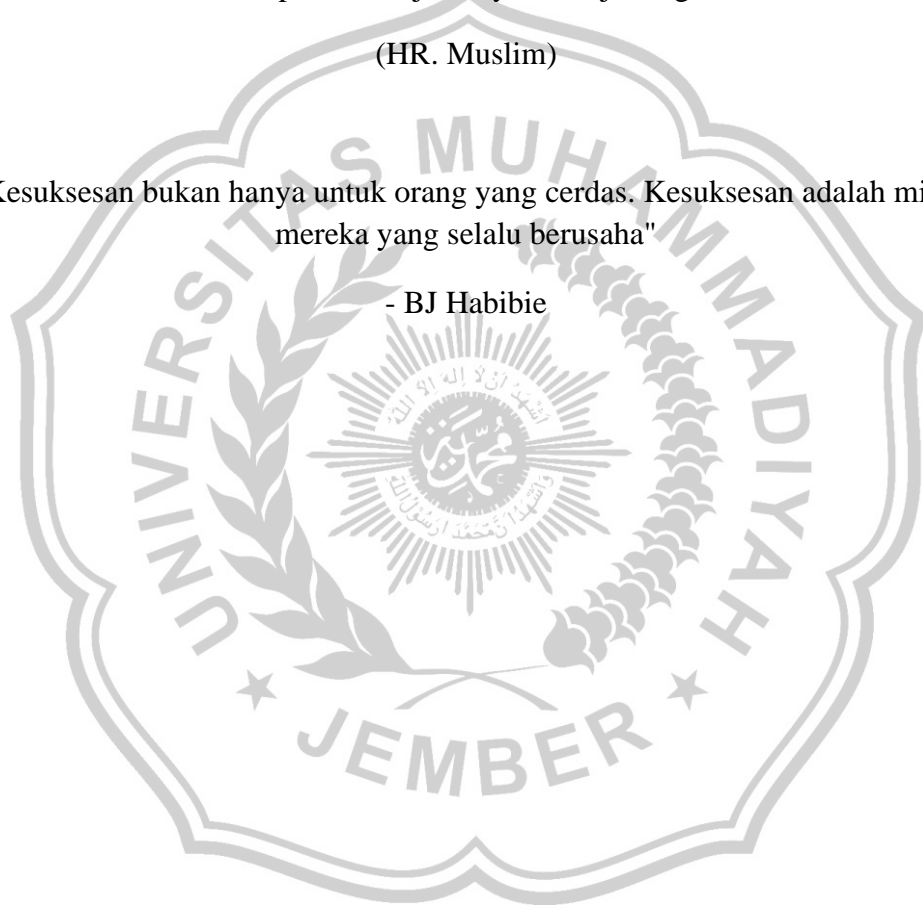 (HR. Muslim)
Kesuksesan bukan hanya untuk orang yang cerdas. Kesuksesan adalah mi
mereka yang selalu berusaha"
- BJ Habibie
UNIVERSITAS MUHAMMADIYAH
JEMBER